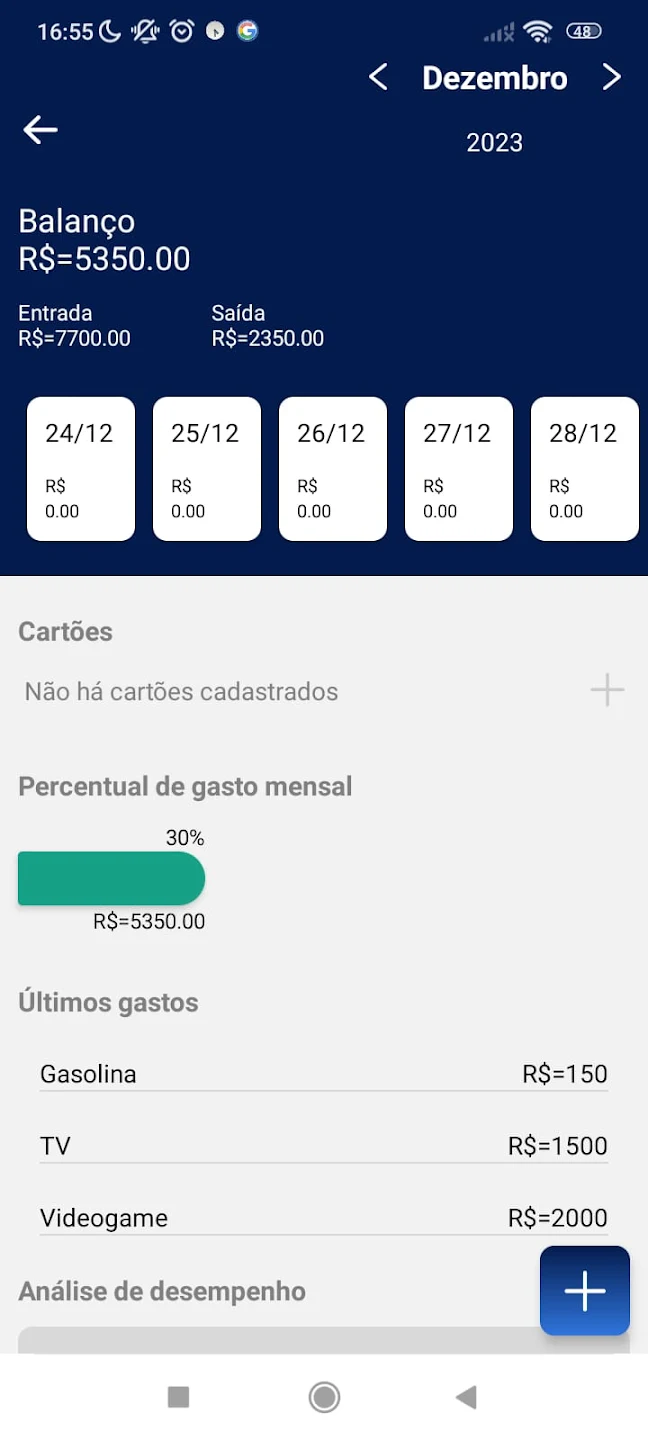 16:55
48
Dezembro
2023
Balanço
R$=5350.00
Entrada
Saída
R$=7700.00
R$=2350.00
24/12
25/12
26/12
27/12
28/12
R$
R$
R$
R$
R$
0.00
0.00
0.00
0.00
0.00
Cartões
Não há cartões cadastrados
Percentual de gasto mensal
30%
R$=5350.00
Últimos gastos
Gasolina
R$=150
TV
R$=1500
Videogame
R$=2000
Análise de desempenho